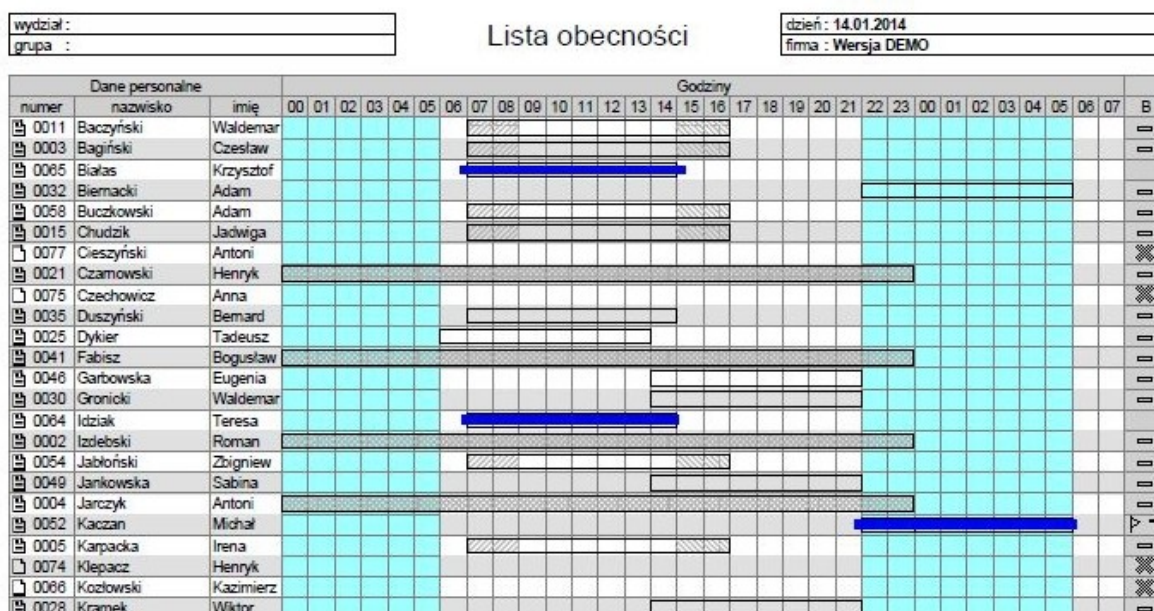 wydział :
grupa :
Lista obecności
dzień : 14.01.2014
firma : Wersja DEMO
Dane personalne Godziny
numer nazwisko imię 00 01 02 03 04 05 06 07 08 09 10 11 12 13 14 15 16 17 18 19 20 21 22 23 00 01 02 03 04 05 06 07 B
0011 Baczyński Waldemar
0003 Bagiński Czesław
0065 Białas Krzysztof
0032 Biernacki Adam
0058 Buczkowski Adam
0015 Chudzik Jadwiga
0077 Cieszyński Antoni
0021 Czarnowski Henryk
0075 Czechowicz Anna
0035 Duszyński Bernard
0025 Dykier Tadeusz
0041 Fabisz Bogusław
0046 Garbowska Eugenia
0030 Gronicki Waldemar
0064 Idziak Teresa
0002 Izdebski Roman
0054 Jabłoński Zbigniew
0049 Jankowska Sabina
0004 Jarczyk Antoni
0052 Kaczan Michał
0005 Karpacka Irena
0074 Klepacz Henryk
0066 Kozłowski Kazimierz
0028 Kramek Wiktor